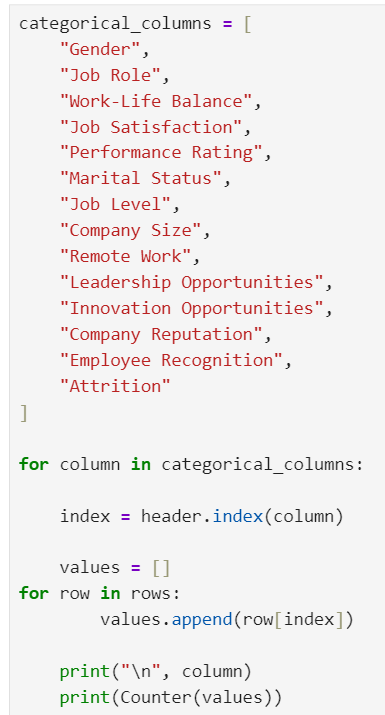 categorical_columns = [
    "Gender",
    "Job Role",
    "Work-Life Balance",
    "Job Satisfaction",
    "Performance Rating",
    "Marital Status",
    "Job Level",
    "Company Size",
    "Remote Work",
    "Leadership Opportunities",
    "Innovation Opportunities",
    "Company Reputation",
    "Employee Recognition",
    "Attrition"
]
for column in categorical_columns:
    index = header.index(column)
    values = []
for row in rows:
        values.append(row[index])
    print("\n", column)
    print(Counter(values))